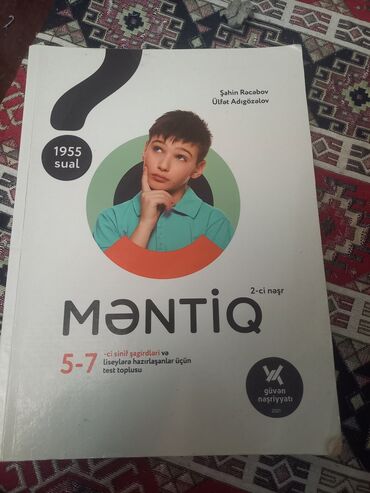 Şahin Rəcəbov
Ülfət Adıgözəlov
1955
sual
2-ci nəşr
MƏNTİQ
5-7 -ci sinif şagirdləri və
liseylərə hazırlaşanlar üçün
test toplusu
güvən
nəşriyyatı
2021